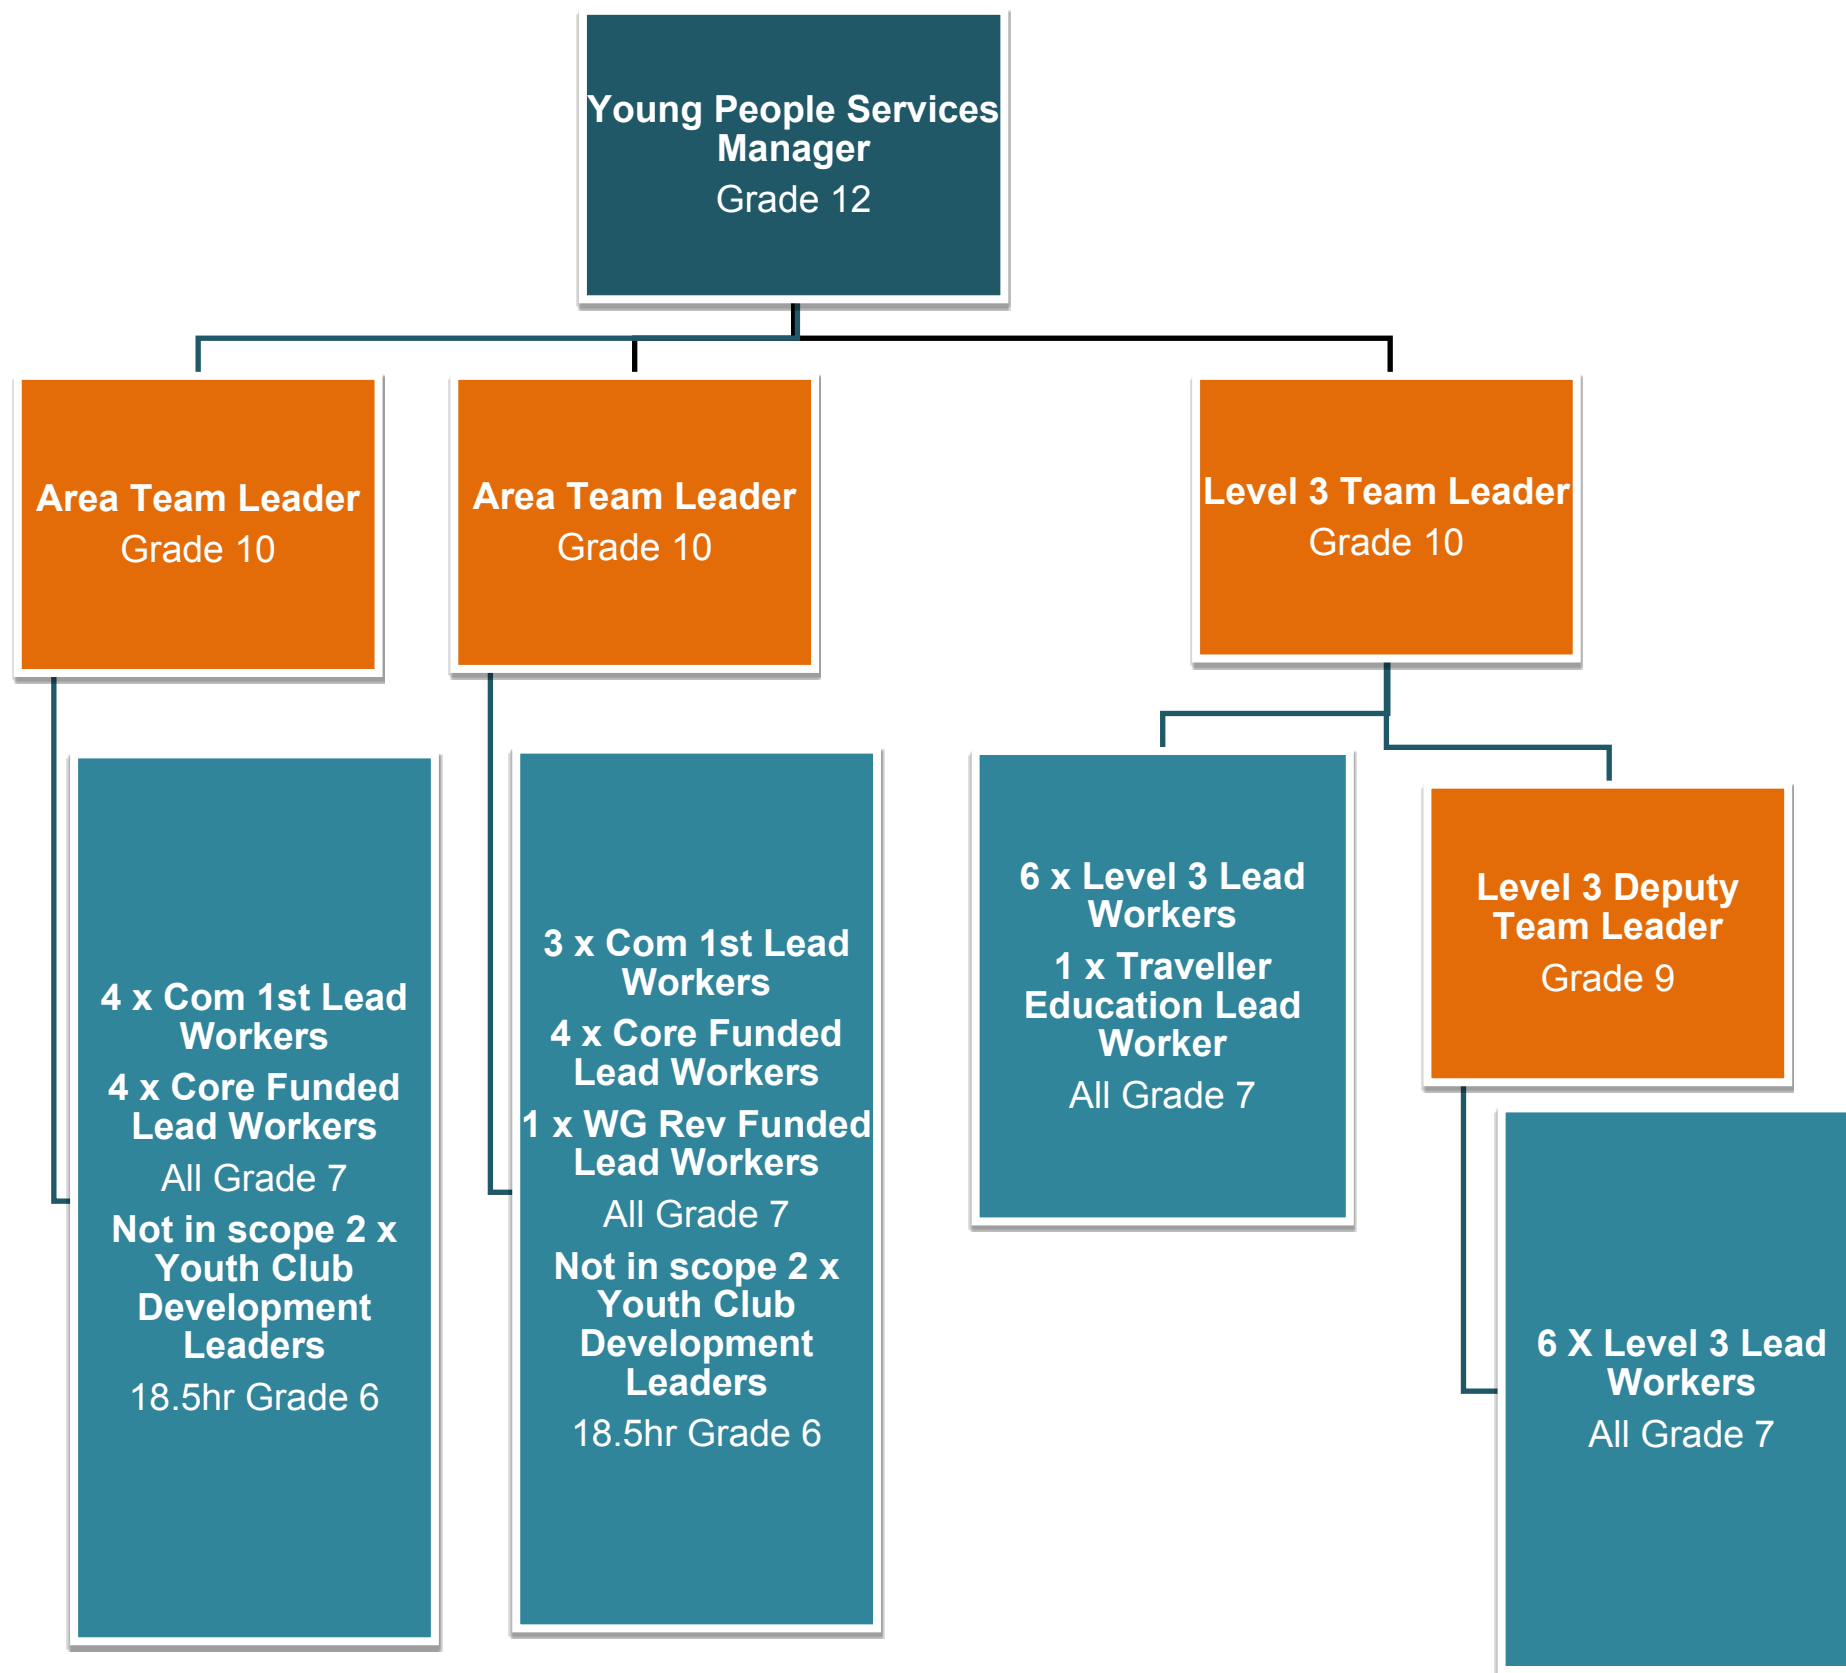 Young People Services
Manager
Grade 12
Area Team Leader
Grade 10
Area Team Leader
Grade 10
Level 3 Team Leader
Grade 10
4 x Com 1st Lead
Workers
4 x Core Funded
Lead Workers
All Grade 7
Not in scope 2 x
Youth Club
Development
Leaders
18.5hr Grade 6
3 x Com 1st Lead
Workers
4 x Core Funded
Lead Workers
1 x WG Rev Funded
Lead Workers
All Grade 7
Not in scope 2 x
Youth Club
Development
Leaders
18.5hr Grade 6
6 x Level 3 Lead
Workers
1 x Traveller
Education Lead
Worker
All Grade 7
Level 3 Deputy
Team Leader
Grade 9
6 X Level 3 Lead
Workers
All Grade 7